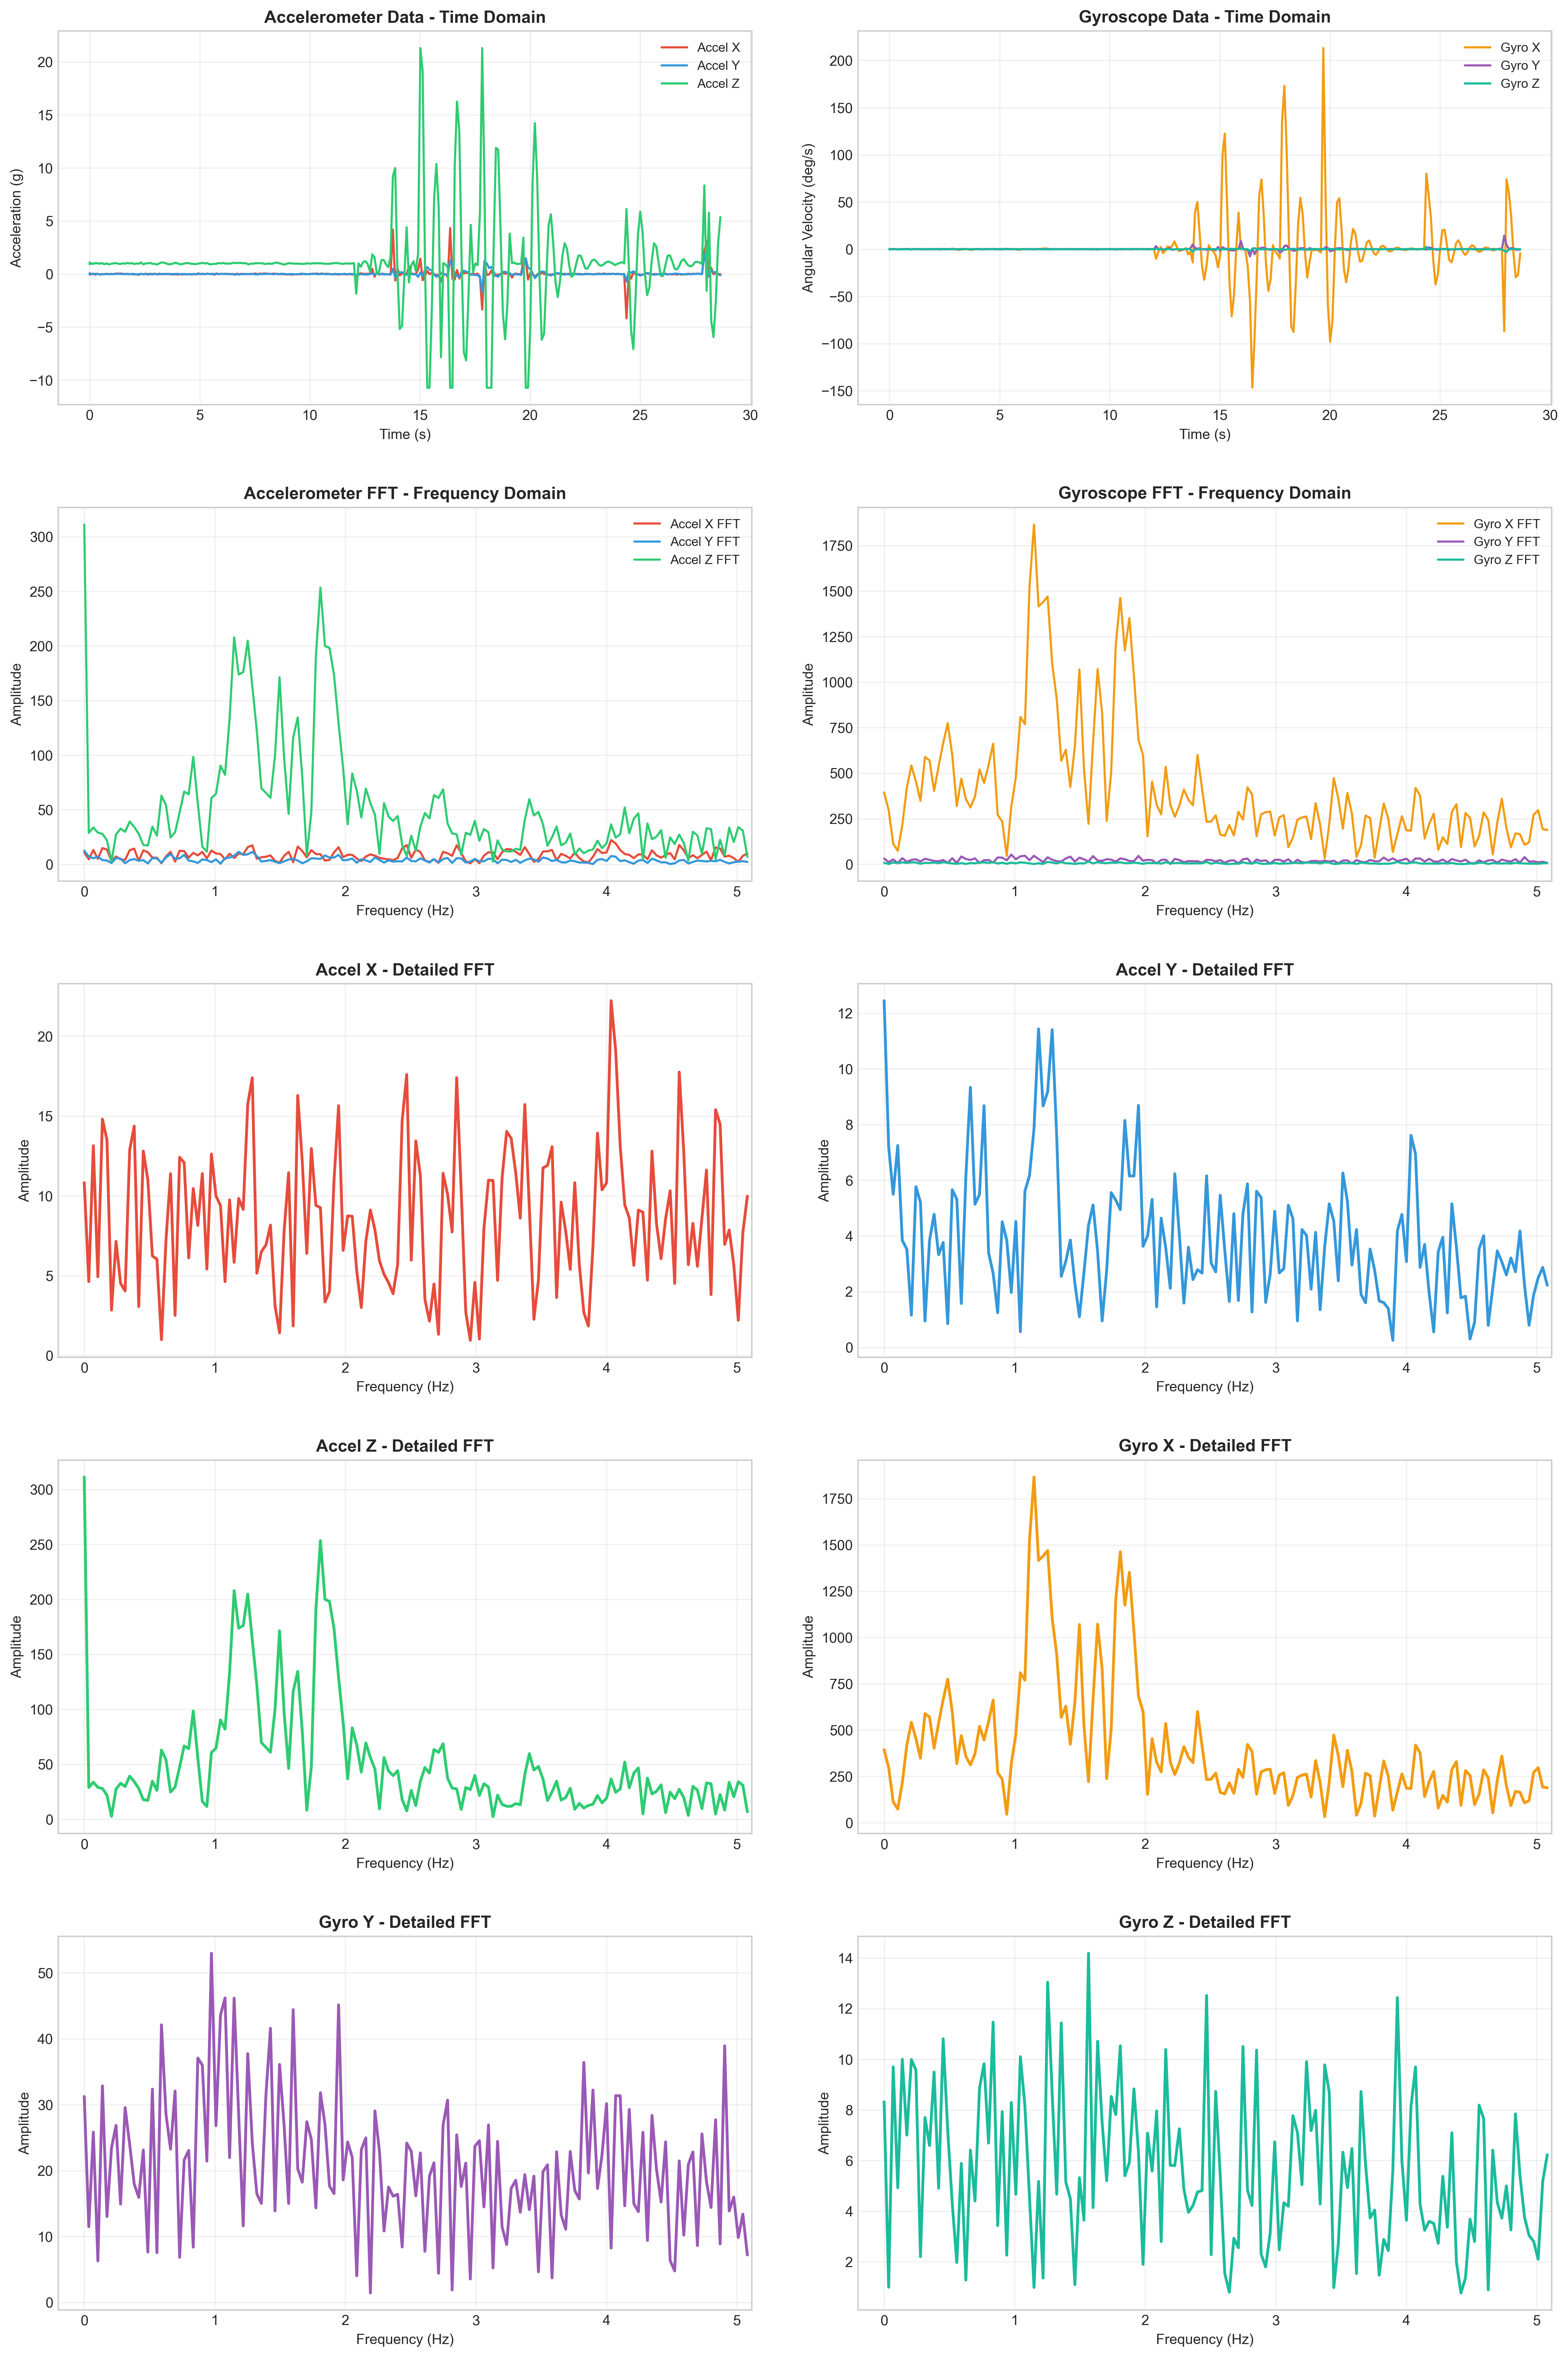 Accelerometer Data - Time Domain
Accel X
Accel Y
Accel Z
20
15
10
5
0
−5
−10
Acceleration (g)
0 5 10 15 20 25 30
Time (s)
Gyroscope Data - Time Domain
Gyro X
Gyro Y
Gyro Z
200
150
100
50
0
−50
−100
−150
Angular Velocity (deg/s)
0 5 10 15 20 25 30
Time (s)
Accelerometer FFT - Frequency Domain
Accel X FFT
Accel Y FFT
Accel Z FFT
300
250
200
150
100
50
0
Amplitude
0 1 2 3 4 5
Frequency (Hz)
Gyroscope FFT - Frequency Domain
Gyro X FFT
Gyro Y FFT
Gyro Z FFT
1750
1500
1250
1000
750
500
250
0
Amplitude
0 1 2 3 4 5
Frequency (Hz)
Accel X - Detailed FFT
20
15
10
5
0
Amplitude
0 1 2 3 4 5
Frequency (Hz)
Accel Y - Detailed FFT
12
10
8
6
4
2
0
Amplitude
0 1 2 3 4 5
Frequency (Hz)
Accel Z - Detailed FFT
300
250
200
150
100
50
0
Amplitude
0 1 2 3 4 5
Frequency (Hz)
Gyro X - Detailed FFT
1750
1500
1250
1000
750
500
250
0
Amplitude
0 1 2 3 4 5
Frequency (Hz)
Gyro Y - Detailed FFT
50
40
30
20
10
0
Amplitude
0 1 2 3 4 5
Frequency (Hz)
Gyro Z - Detailed FFT
14
12
10
8
6
4
2
Amplitude
0 1 2 3 4 5
Frequency (Hz)